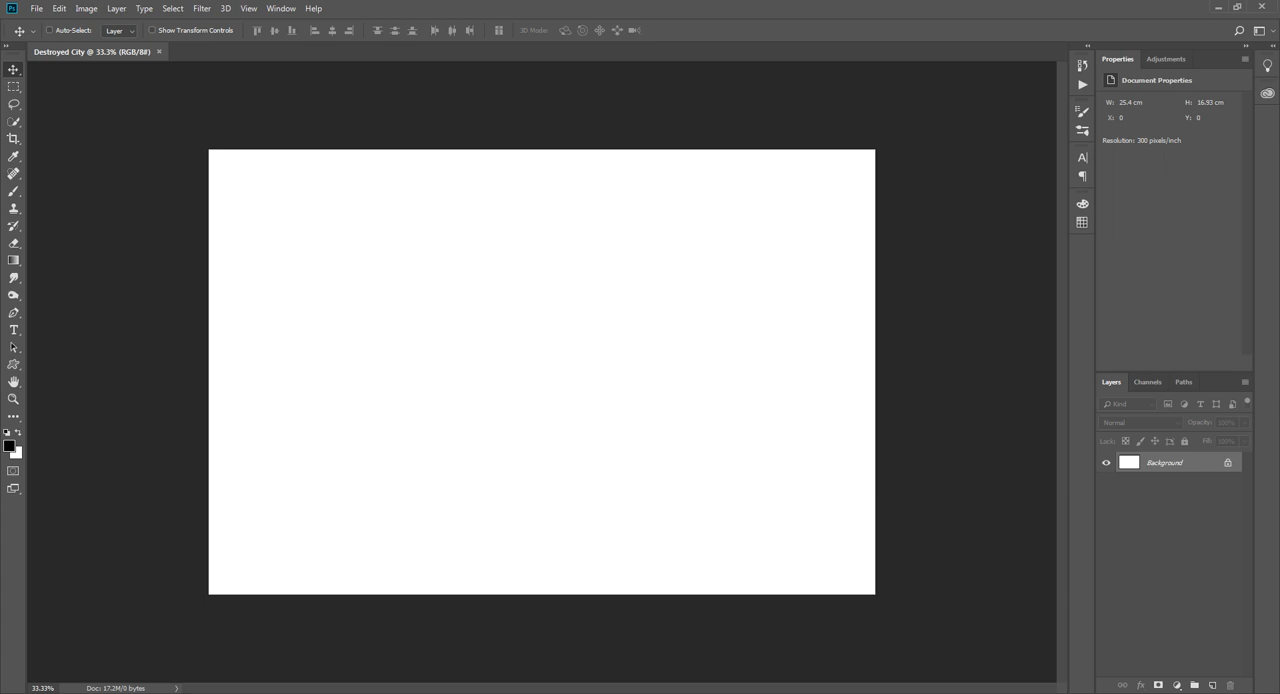 Ps File Edit Image Layer Type Select Filter 3D View Window Help
Auto-Select: Layer Show Transform Controls 3D Mode:
Destroyed City @ 33.3% (RGB/8#)
Properties Adjustments
Document Properties
W: 25.4 cm H: 16.93 cm
X: 0 Y: 0
Resolution: 300 pixels/inch
Layers Channels Paths
Kind
Normal Opacity: 100%
Lock: Fill: 100%
Background
33.33% Doc: 17.2M/0 bytes